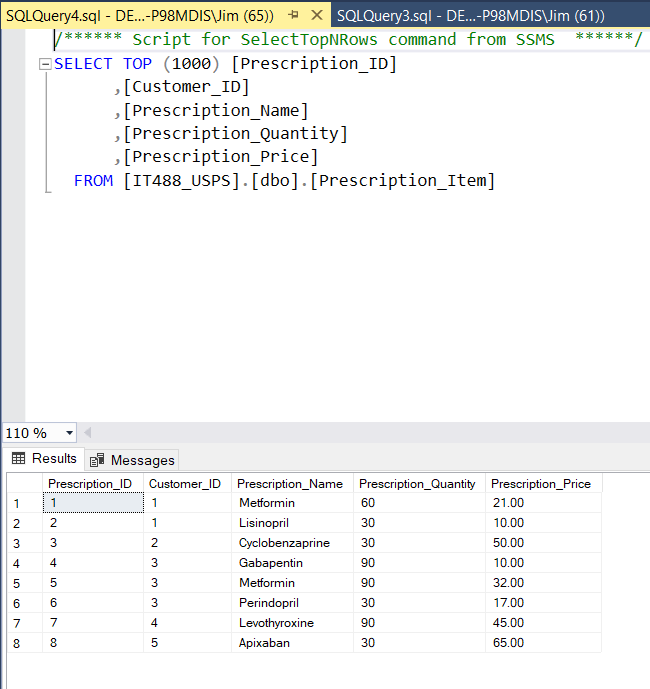 SQLQuery4.sql - DE...-P98MDIS\Jim (65)) SQLQuery3.sql - DE...-P98MDIS\Jim (61))
/****** Script for SelectTopNRows command from SSMS ******/
SELECT TOP (1000) [Prescription_ID]
,[Customer_ID]
,[Prescription_Name]
,[Prescription_Quantity]
,[Prescription_Price]
FROM [IT488_USPS].[dbo].[Prescription_Item]
110 %
Results Messages
Prescription_ID Customer_ID Prescription_Name Prescription_Quantity Prescription_Price
1 1 1 Metformin 60 21.00
2 2 1 Lisinopril 30 10.00
3 3 2 Cyclobenzaprine 30 50.00
4 4 3 Gabapentin 90 10.00
5 5 3 Metformin 90 32.00
6 6 3 Perindopril 30 17.00
7 7 4 Levothyroxine 90 45.00
8 8 5 Apixaban 30 65.00